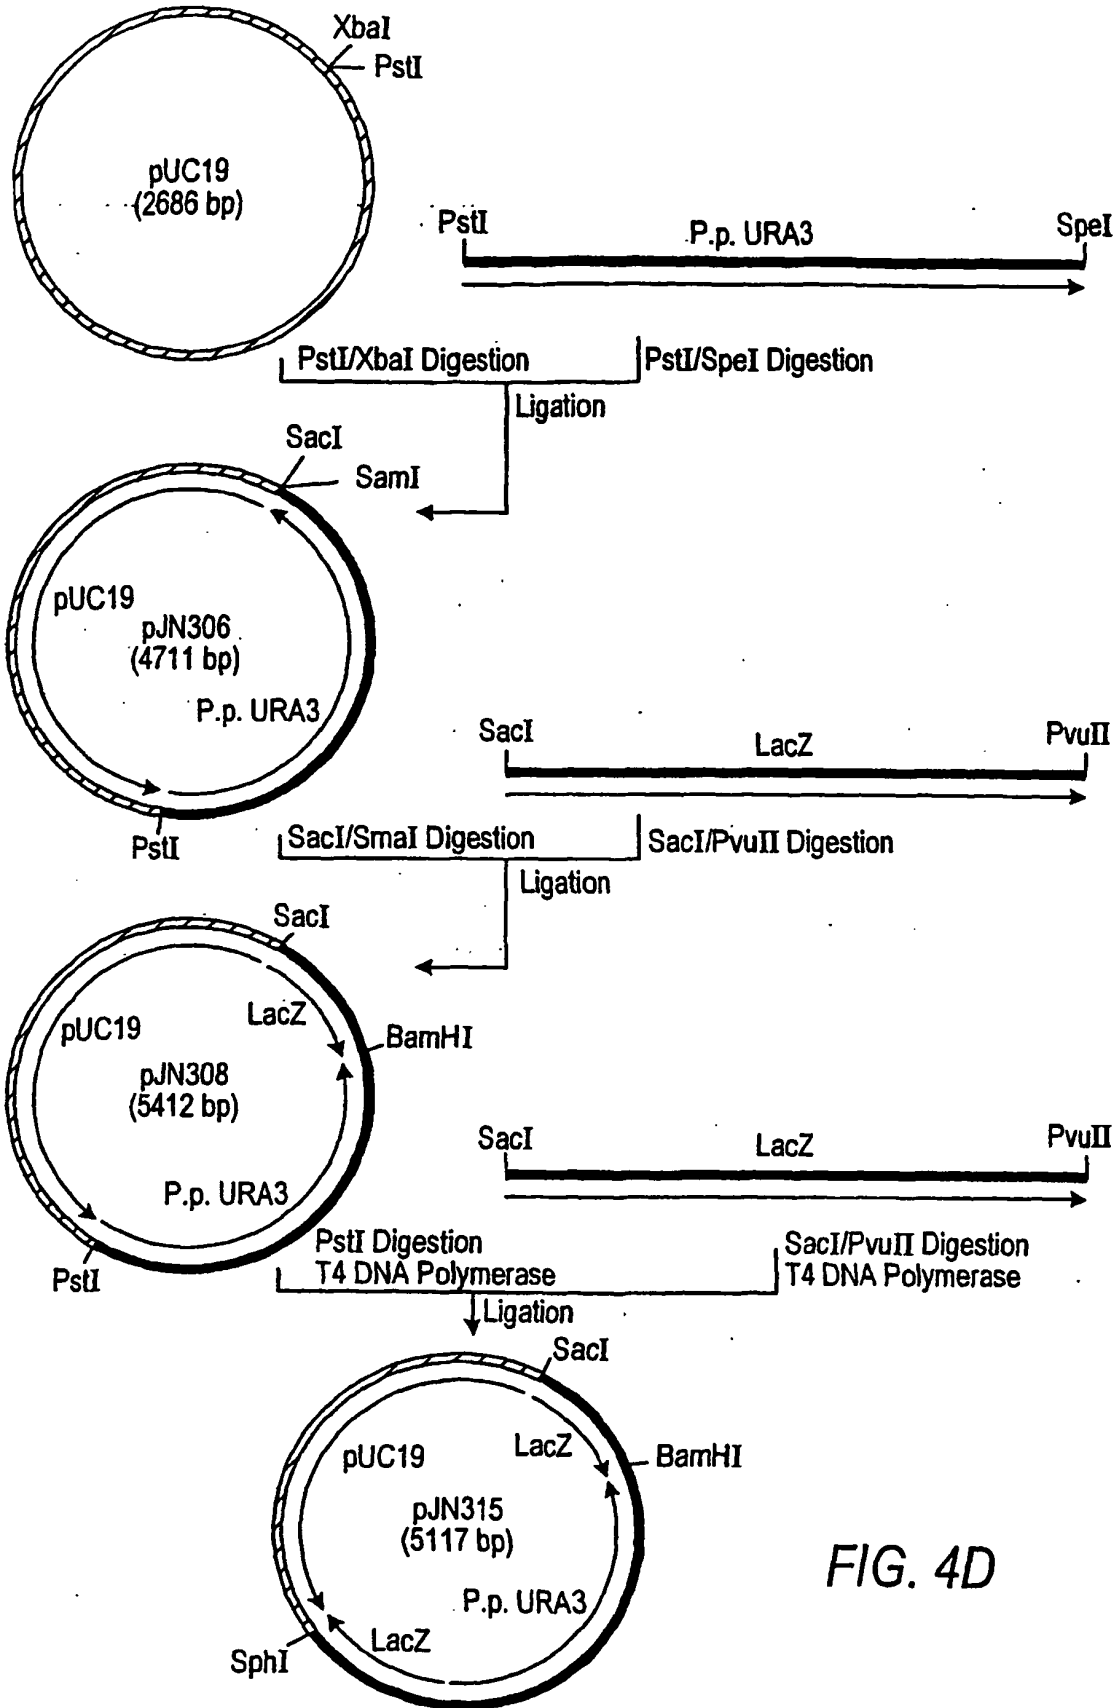 XbaI
PstI
pUC19
(2686 bp)
PstI
P.p. URA3
SpeI
PstI/XbaI Digestion
PstI/SpeI Digestion
Ligation
SacI
SamI
pUC19
pJN306
(4711 bp)
P.p. URA3
PstI
SacI
LacZ
PvuII
SacI/SmaI Digestion
SacI/PvuII Digestion
Ligation
SacI
LacZ
pUC19
BamHI
pJN308
(5412 bp)
P.p. URA3
PstI
SacI
LacZ
PvuII
PstI Digestion
T4 DNA Polymerase
SacI/PvuII Digestion
T4 DNA Polymerase
Ligation
SacI
LacZ
pUC19
BamHI
pJN315
(5117 bp)
P.p. URA3
LacZ
SphI
FIG. 4D